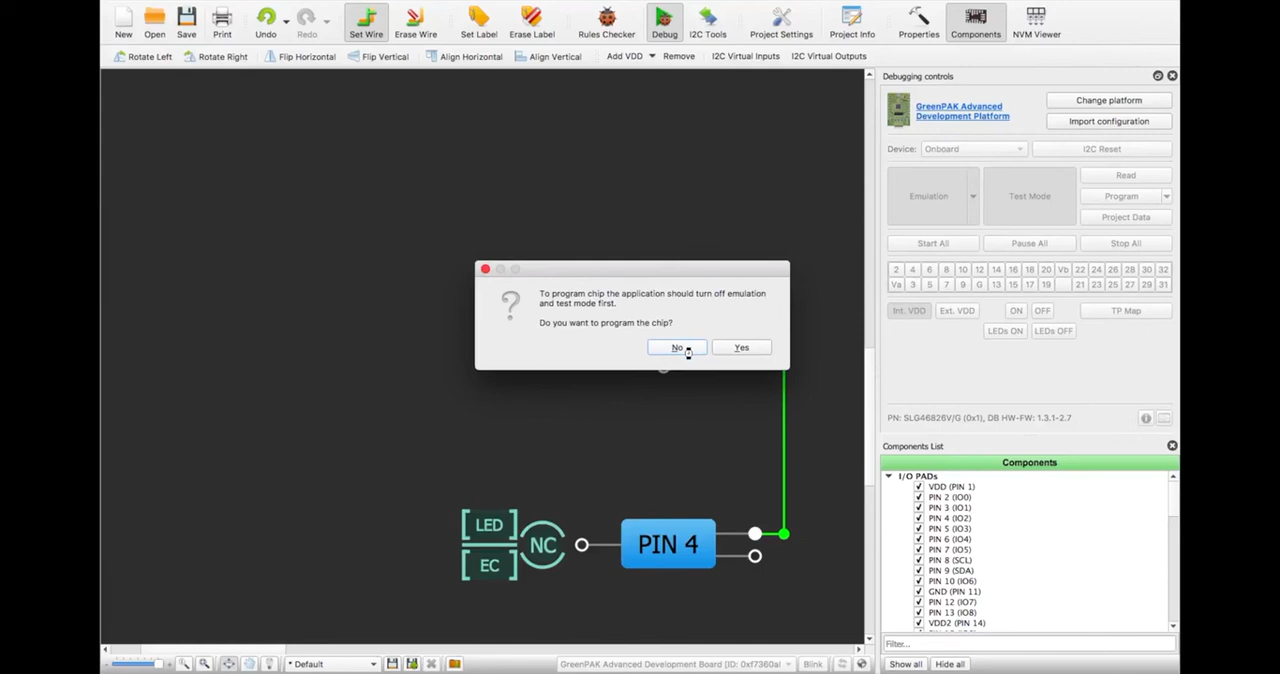 New Open Save Print Undo Redo Set Wire Erase Wire Set Label Erase Label Rules Checker Debug I2C Tools Project Settings Project Info Properties Components NVM Viewer
Rotate Left Rotate Right Flip Horizontal Flip Vertical Align Horizontal Align Vertical Add VDD Remove I2C Virtual Inputs I2C Virtual Outputs
Debugging controls
GreenPAK Advanced
Development Platform
Change platform
Import configuration
Device: Onboard I2C Reset
Emulation Test Mode
Read
Program
Project Data
Start All Pause All Stop All
2 4 6 8 10 12 14 16 18 20 Vb 22 24 26 28 30 32
Va 3 5 7 9 G 13 15 17 19 21 23 25 27 29 31
Int. VDD Ext. VDD ON OFF TP Map
LEDs ON LEDs OFF
To program chip the application should turn off emulation
and test mode first.
Do you want to program the chip?
No Yes
PN: SLG46826V/G (0x1), DB HW-FW: 1.3.1-2.7
Components List
Components
I/O PADs
VDD (PIN 1)
PIN 2 (IO0)
PIN 3 (IO1)
PIN 4 (IO2)
PIN 5 (IO3)
PIN 6 (IO4)
PIN 7 (IO5)
PIN 8 (SCL)
PIN 9 (SDA)
PIN 10 (IO6)
GND (PIN 11)
PIN 12 (IO7)
PIN 13 (IO8)
VDD2 (PIN 14)
LED
EC
NC
PIN 4
Filter...
Show all Hide all
* Default
GreenPAK Advanced Development Board (ID: 0xf7360al Blink